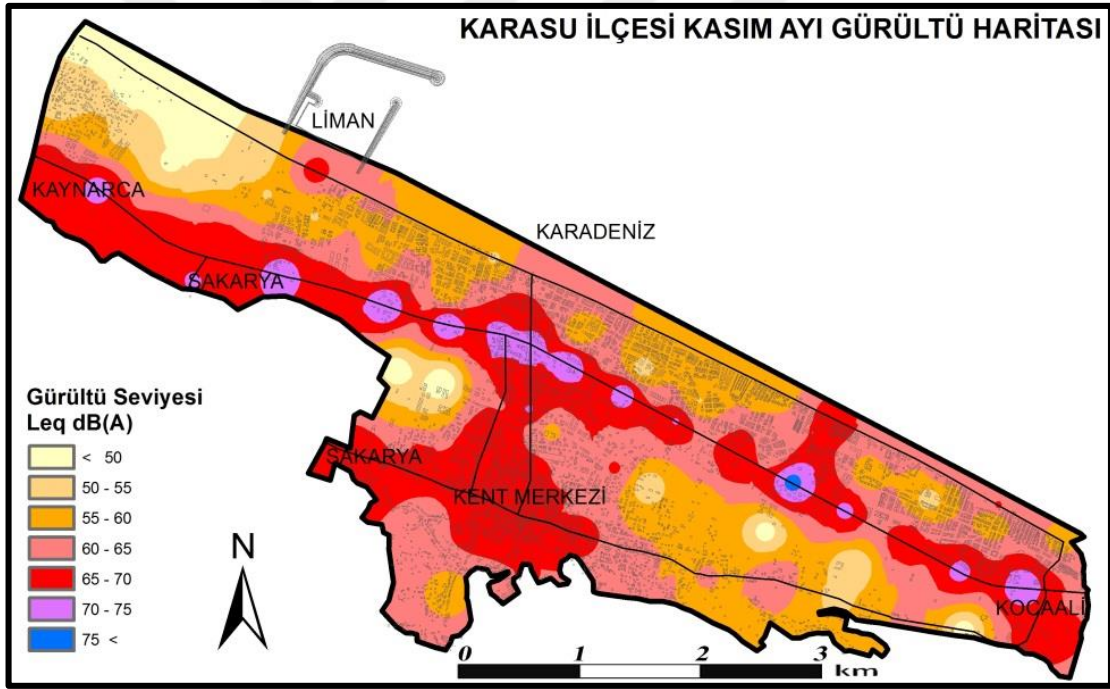 KARASU İLÇESİ KASIM AYI GÜRÜLTÜ HARİTASI
LİMAN
KAYNARCA
KARADENİZ
SAKARYA
Gürültü Seviyesi
Leq dB(A)
< 50
50 - 55
55 - 60
60 - 65
65 - 70
70 - 75
75 <
SAKARYA
KENT MERKEZİ
N
KOCAALİ
0 1 2 3
km